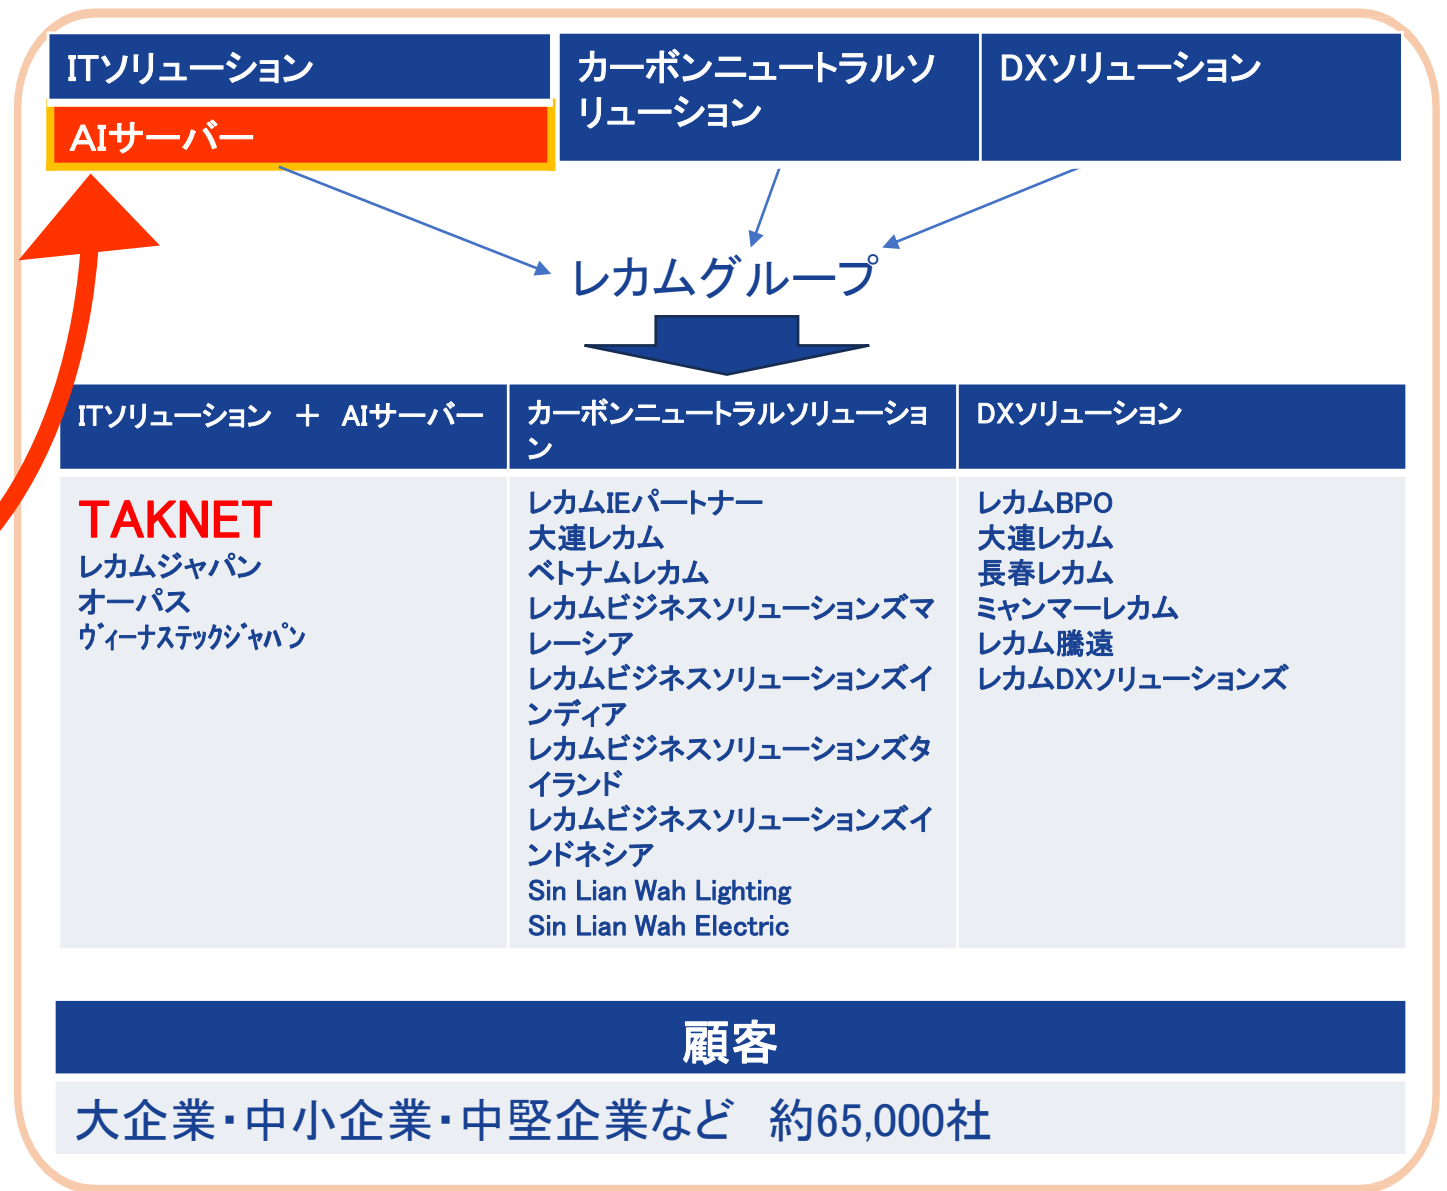 ITソリューション
AIサーバー
カーボンニュートラルソ
リューション
DXソリューション
レカムグループ
ITソリューション　＋　AIサーバー
カーボンニュートラルソリューショ
ン
DXソリューション
TAKNET
レカムジャパン
オーパス
ヴィーナステックジャパン
レカムIEパートナー
大連レカム
ベトナムレカム
レカムビジネスソリューションズマ
レーシア
レカムビジネスソリューションズイ
ンディア
レカムビジネスソリューションズタ
イランド
レカムビジネスソリューションズイ
ンドネシア
Sin Lian Wah Lighting
Sin Lian Wah Electric
レカムBPO
大連レカム
長春レカム
ミャンマーレカム
レカム騰遠
レカムDXソリューションズ
顧客
大企業・中小企業・中堅企業など　約65,000社